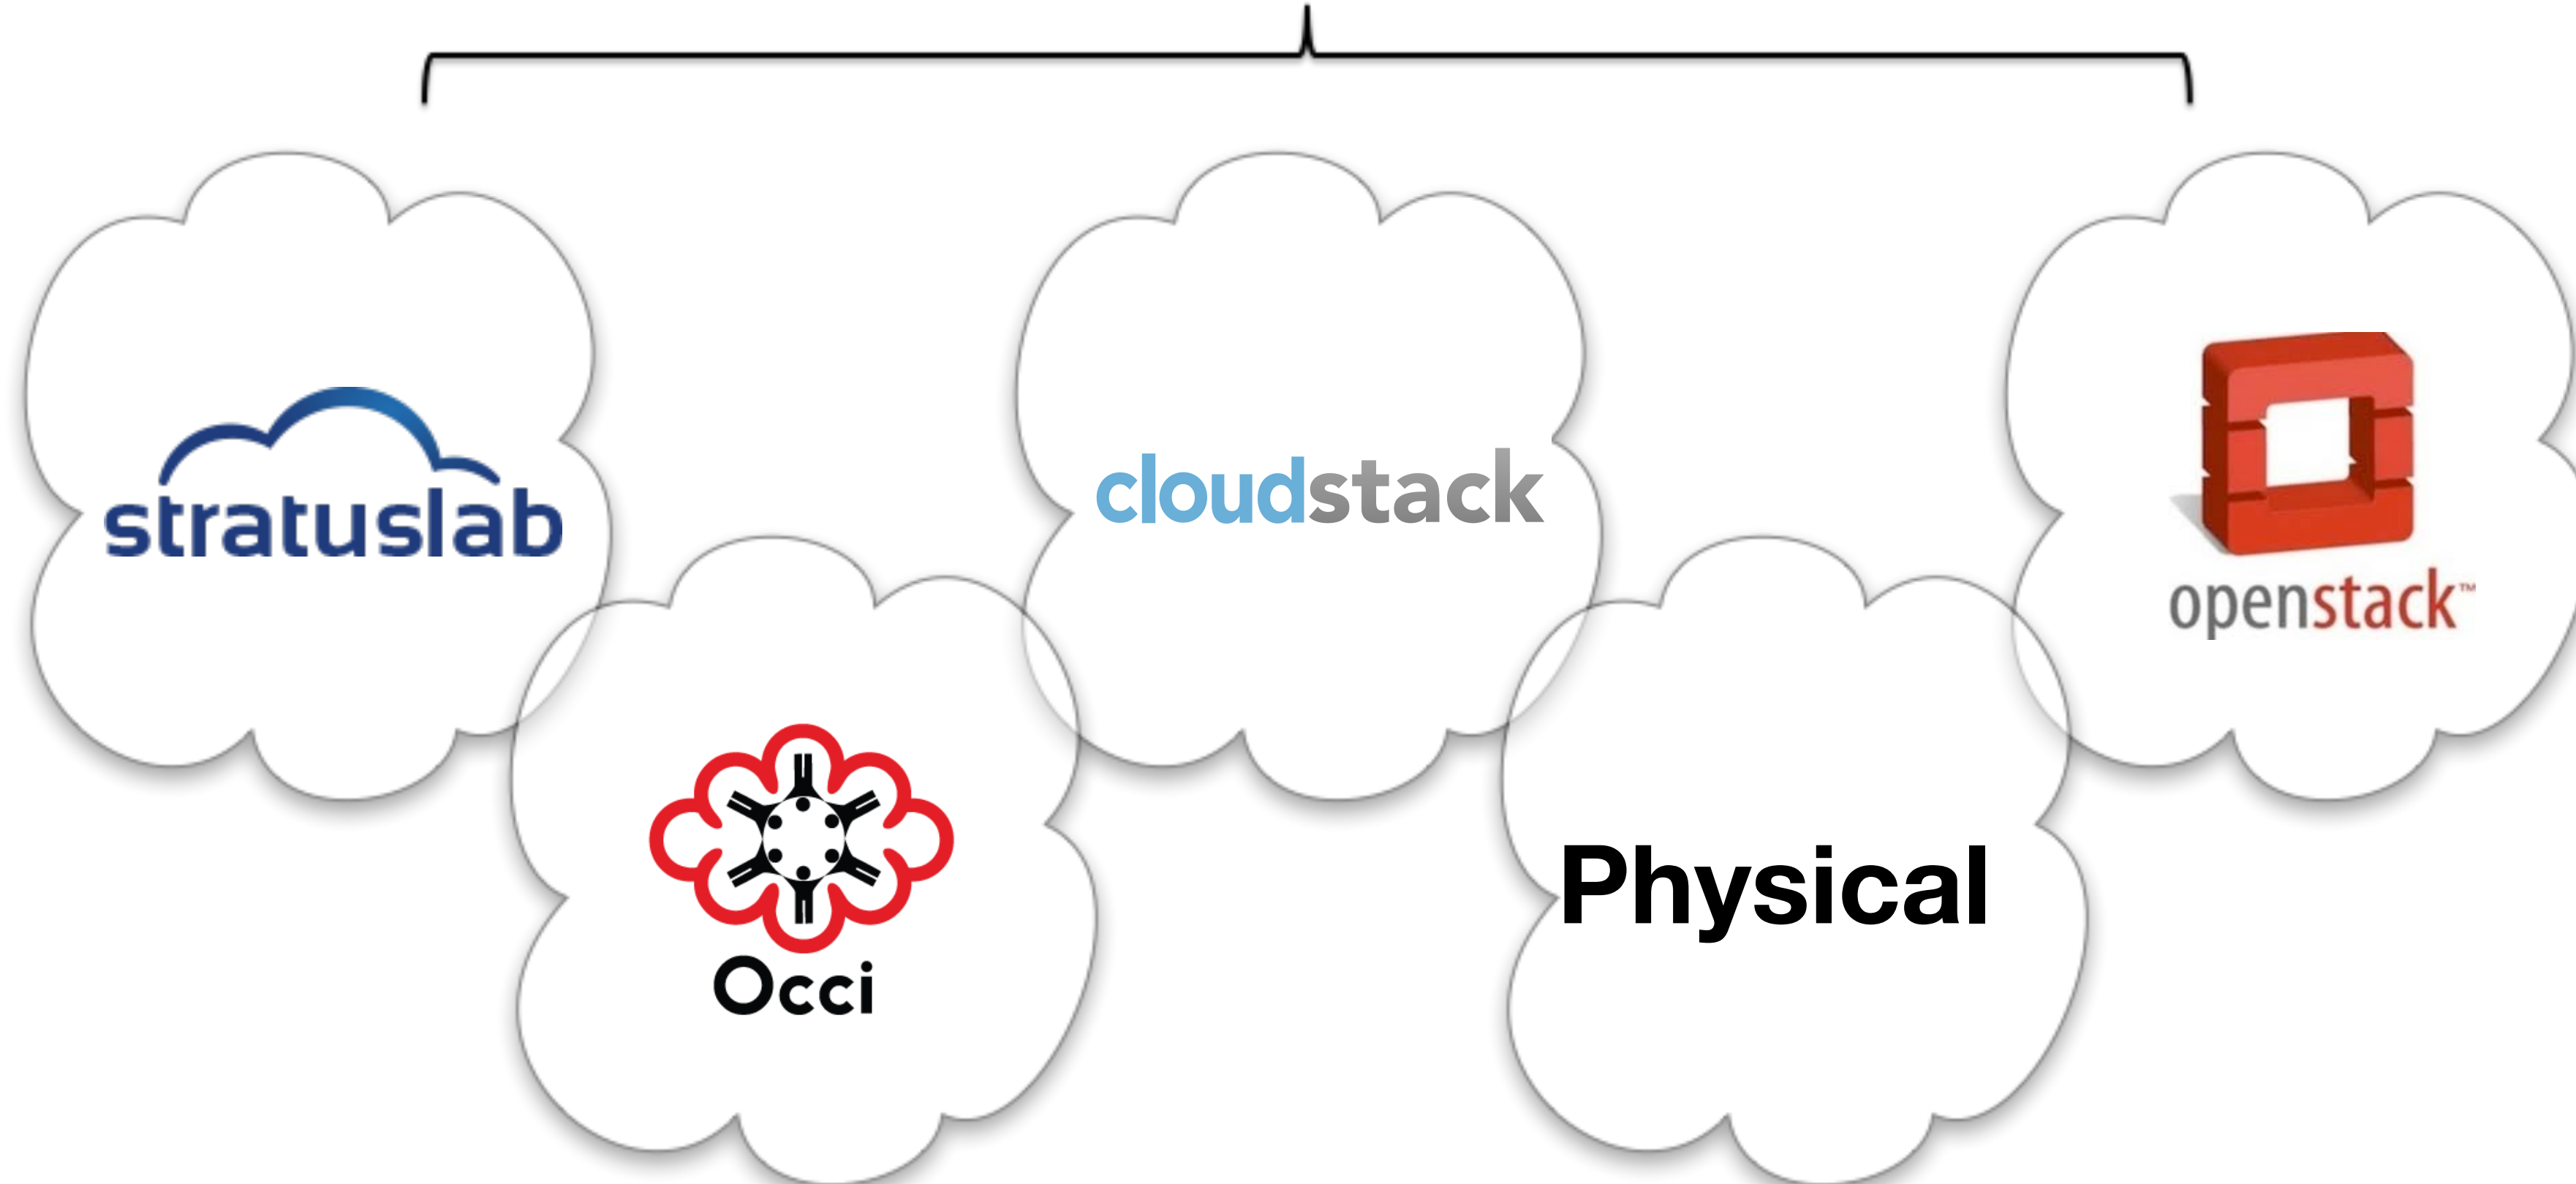 stratuslab
cloudstack
openstack™
Occi
Physical